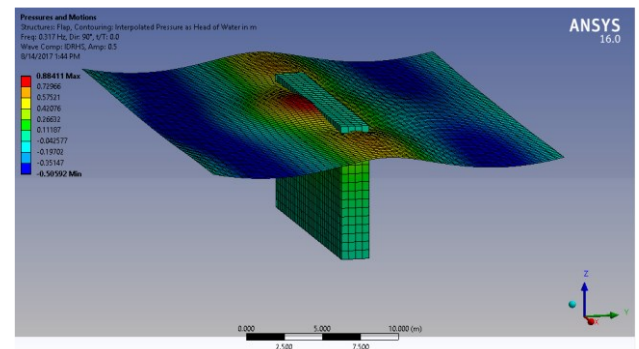 Pressures and Motions
Structures: Flap, Contouring: Interpolated Pressure as Head of Water in m
Freq: 0.317 Hz, Dir: 90°, t/T: 0.0
Wave Comp: IDRHS, Amp: 0.5
8/14/2017 1:44 PM
ANSYS
16.0
0.88411 Max
0.72966
0.57521
0.42076
0.26632
0.11187
-0.042577
-0.19702
-0.35147
-0.50592 Min
Z
Y
X
0.000 5.000 10.000 (m)
2.500 7.500